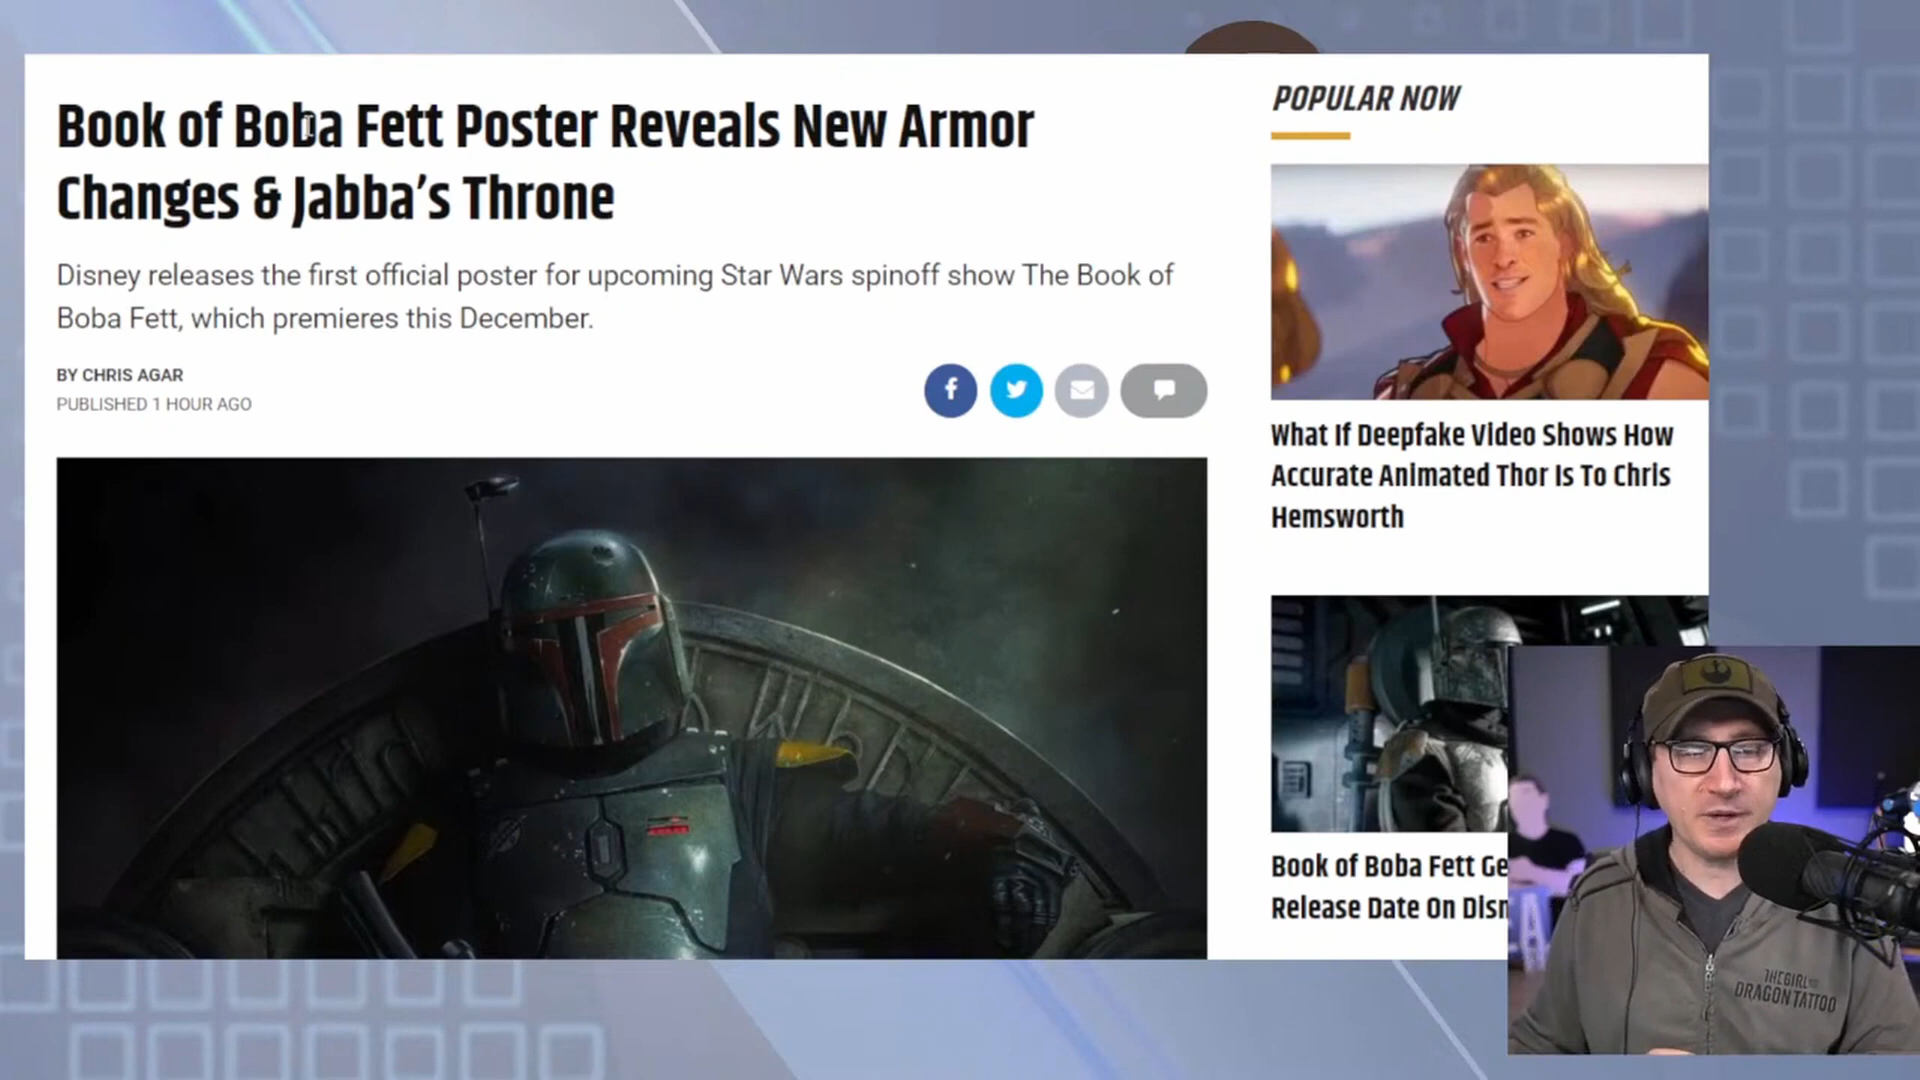 Book of Boba Fett Poster Reveals New Armor
Changes & Jabba's Throne
Disney releases the first official poster for upcoming Star Wars spinoff show The Book of
Boba Fett, which premieres this December.
BY CHRIS AGAR
PUBLISHED 1 HOUR AGO
POPULAR NOW
What If Deepfake Video Shows How
Accurate Animated Thor Is To Chris
Hemsworth
Book of Boba Fett Ge
Release Date On Disn
THE GIRL
DRAGON TATTOO